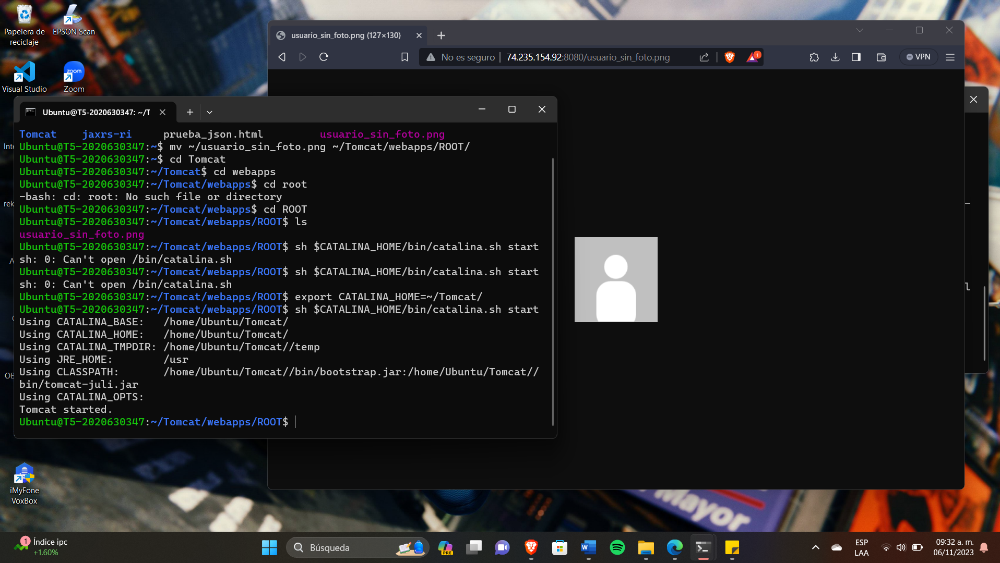 Papelera de
reciclaje
EPSON Scan
Visual Studio
Zoom
zoom
usuario_sin_foto.png (127×130)
No es seguro
74.235.154.92:8080/usuario_sin_foto.png
1
VPN
Ubuntu@T5-2020630347: ~/T
Tomcat    jaxrs-ri     prueba_json.html         usuario_sin_foto.png
Ubuntu@T5-2020630347:~$ mv ~/usuario_sin_foto.png ~/Tomcat/webapps/ROOT/
Ubuntu@T5-2020630347:~$ cd Tomcat
Ubuntu@T5-2020630347:~/Tomcat$ cd webapps
Ubuntu@T5-2020630347:~/Tomcat/webapps$ cd root
-bash: cd: root: No such file or directory
Ubuntu@T5-2020630347:~/Tomcat/webapps$ cd ROOT
Ubuntu@T5-2020630347:~/Tomcat/webapps/ROOT$ ls
usuario_sin_foto.png
Ubuntu@T5-2020630347:~/Tomcat/webapps/ROOT$ sh $CATALINA_HOME/bin/catalina.sh start
sh: 0: Can't open /bin/catalina.sh
Ubuntu@T5-2020630347:~/Tomcat/webapps/ROOT$ sh $CATALINA_HOME/bin/catalina.sh start
sh: 0: Can't open /bin/catalina.sh
Ubuntu@T5-2020630347:~/Tomcat/webapps/ROOT$ export CATALINA_HOME=~/Tomcat/
Ubuntu@T5-2020630347:~/Tomcat/webapps/ROOT$ sh $CATALINA_HOME/bin/catalina.sh start
Using CATALINA_BASE:   /home/Ubuntu/Tomcat/
Using CATALINA_HOME:   /home/Ubuntu/Tomcat/
Using CATALINA_TMPDIR: /home/Ubuntu/Tomcat//temp
Using JRE_HOME:        /usr
Using CLASSPATH:       /home/Ubuntu/Tomcat//bin/bootstrap.jar:/home/Ubuntu/Tomcat//
bin/tomcat-juli.jar
Using CATALINA_OPTS:
Tomcat started.
Ubuntu@T5-2020630347:~/Tomcat/webapps/ROOT$
Inte
rek
A
OB
iMyFone
VoxBox
Mayor
1
Índice ipc
+1.60%
Búsqueda
PRE
ESP
LAA
09:32 a. m.
06/11/2023